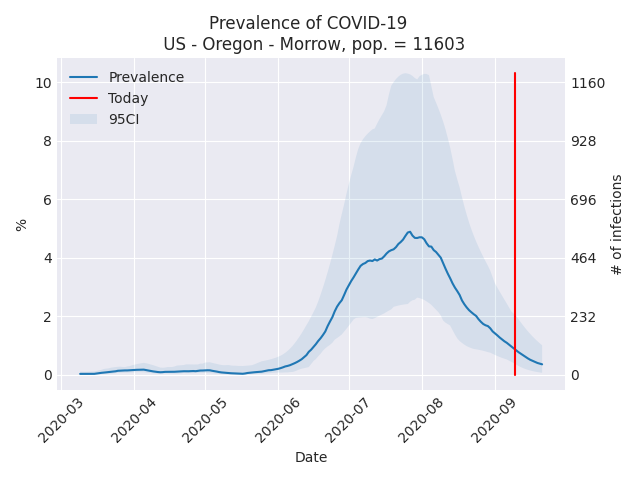 Prevalence of COVID-19
US - Oregon - Morrow, pop. = 11603
Prevalence
Today
95CI
%
10
8
6
4
2
0
1160
928
696
464
232
0
# of infections
2020-03
2020-04
2020-05
2020-06
2020-07
2020-08
2020-09
Date